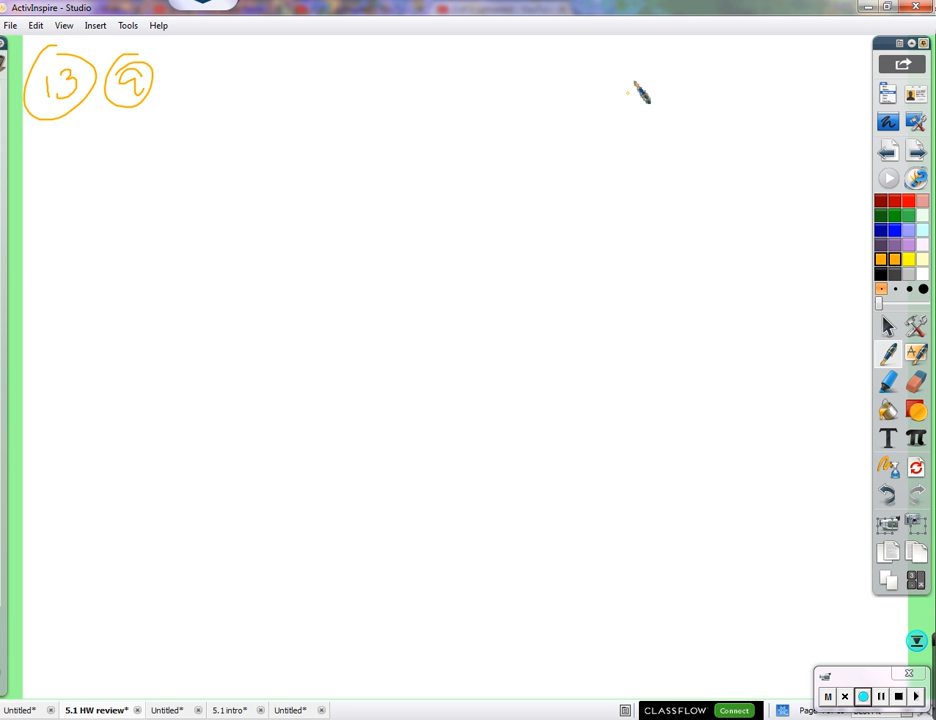 ActivInspire - Studio
File Edit View Insert Tools Help
13 a
Untitled* 5.1 HW review* Untitled* 5.1 intro* Untitled* CLASSFLOW Connect
M